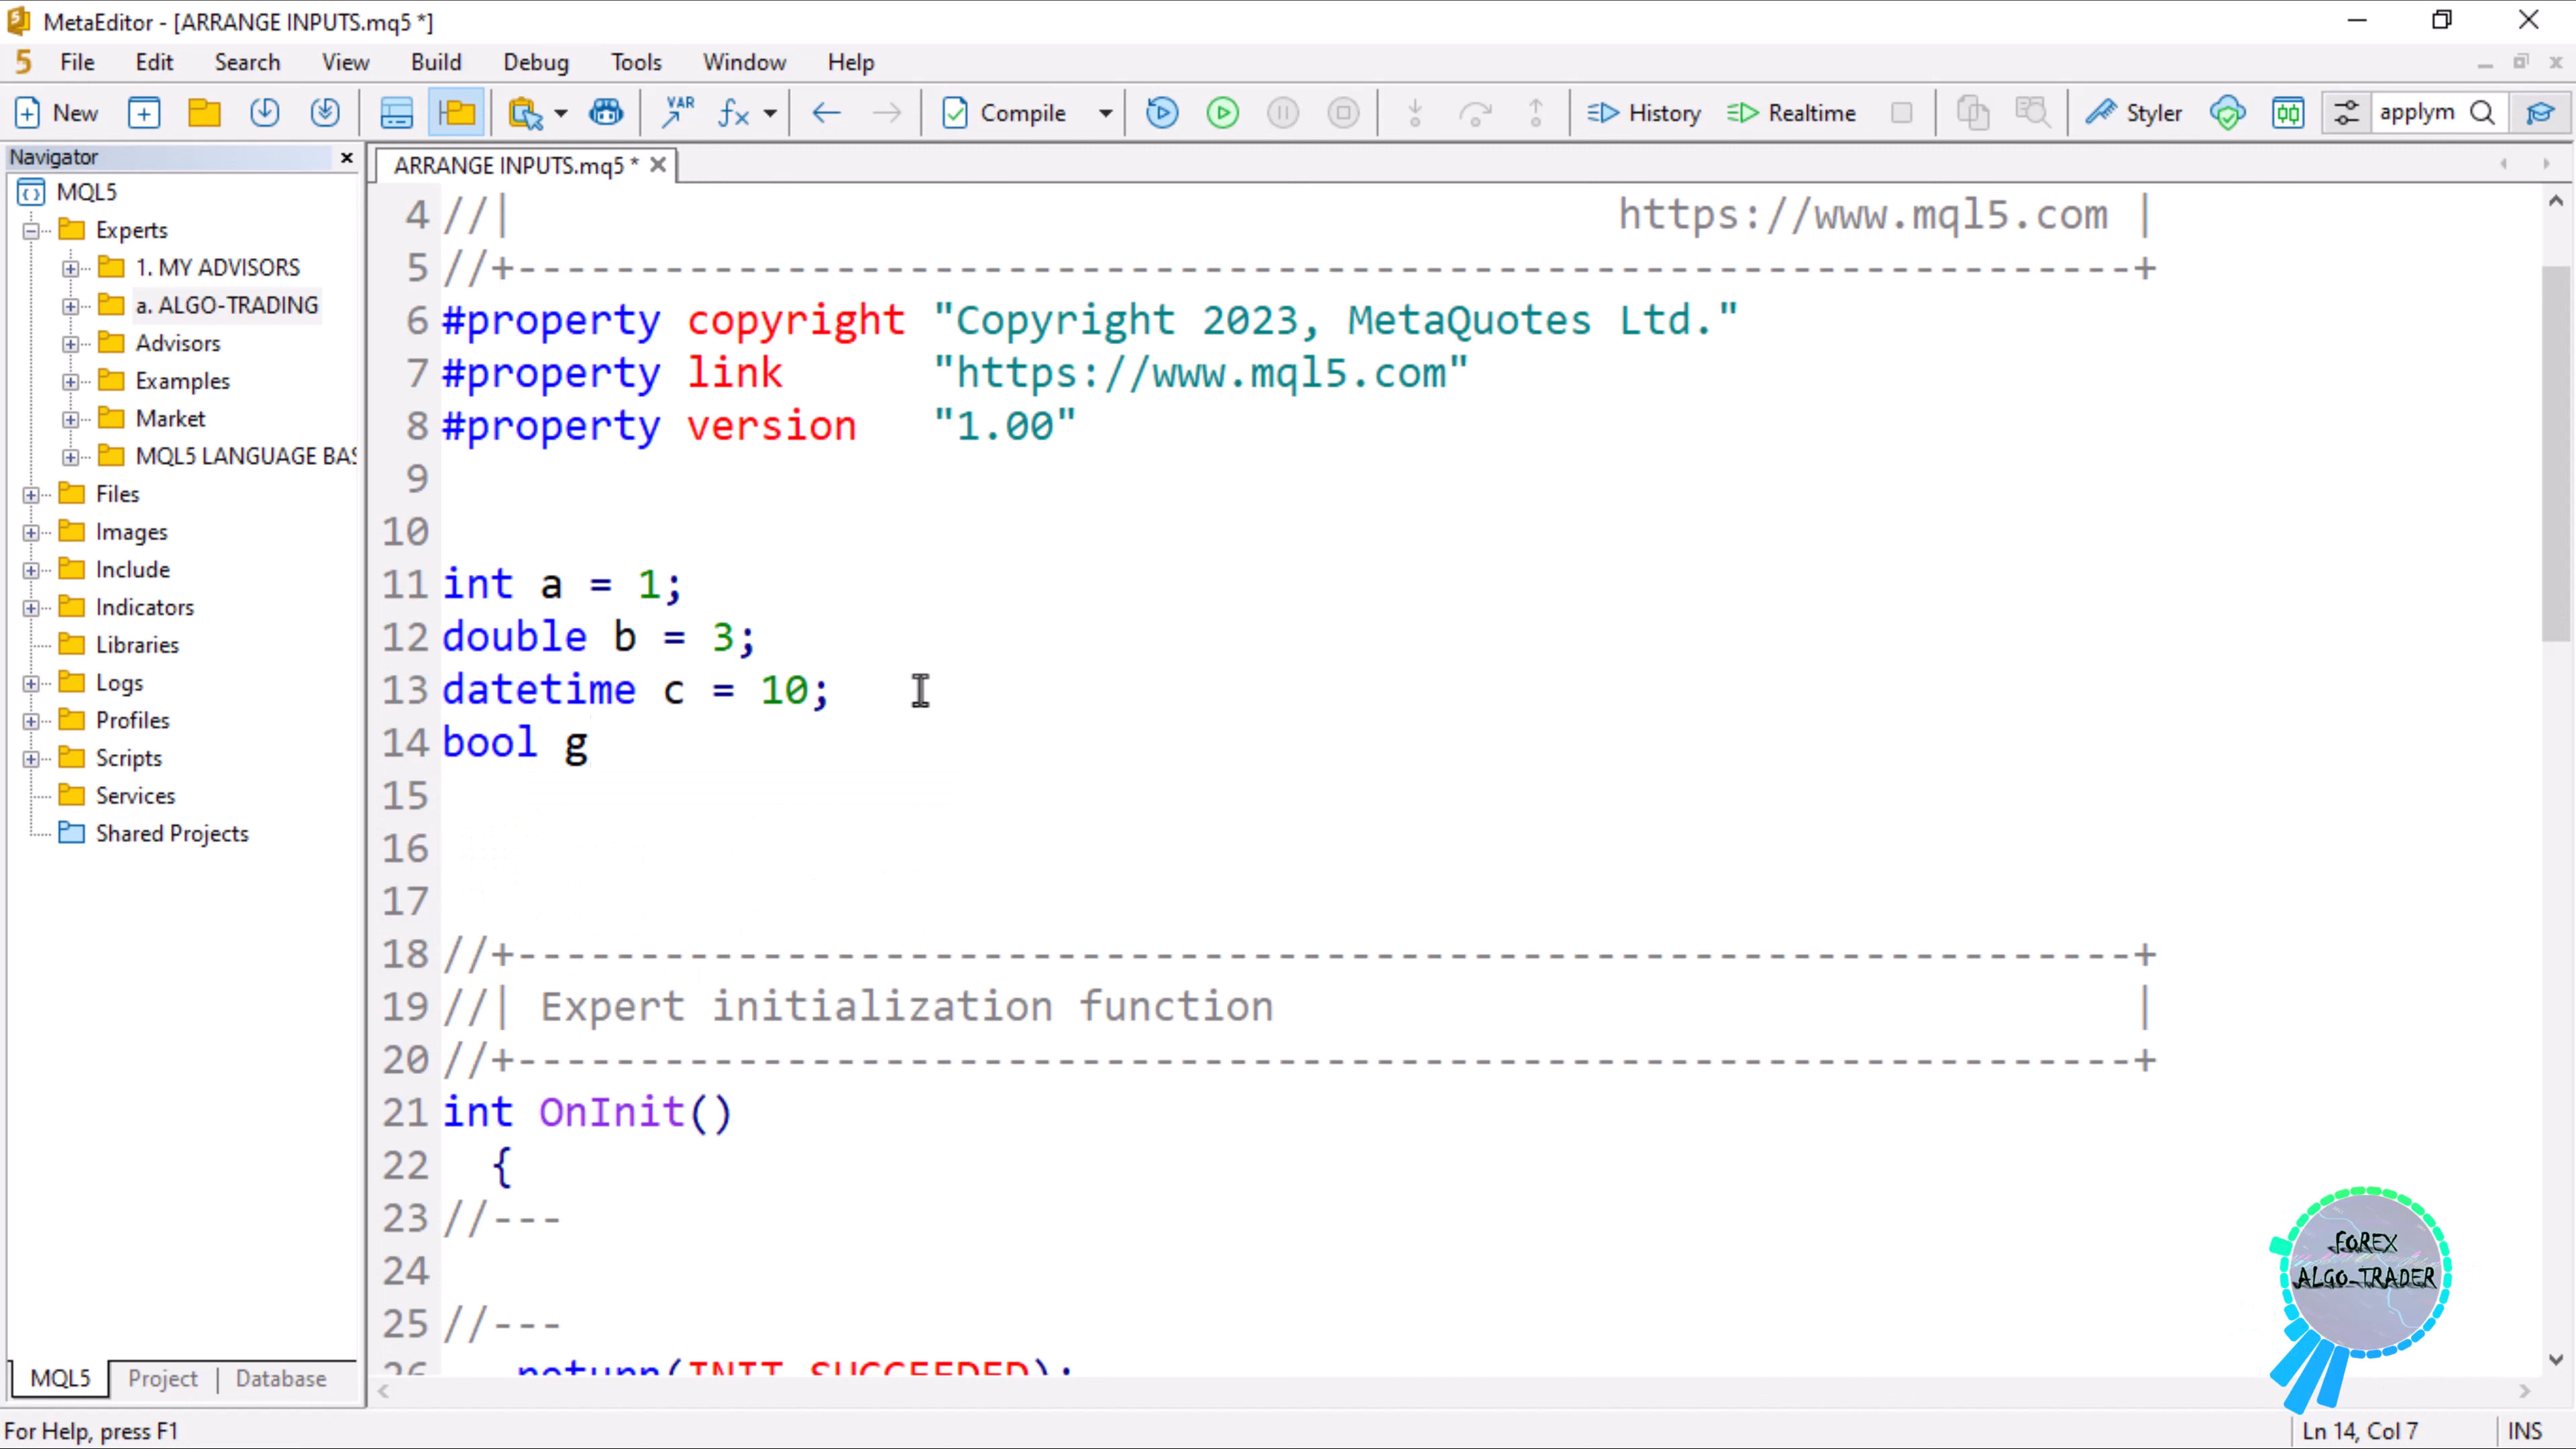 MetaEditor - [ARRANGE INPUTS.mq5 *]
File Edit Search View Build Debug Tools Window Help
New VAR Compile History Realtime Styler applym
Navigator
MQL5
Experts
1. MY ADVISORS
a. ALGO-TRADING
Advisors
Examples
Market
MQL5 LANGUAGE BAS
Files
Images
Include
Indicators
Libraries
Logs
Profiles
Scripts
Services
Shared Projects
MQL5 Project Database
ARRANGE INPUTS.mq5 *
4 //| https://www.mql5.com |
5 //+------------------------------------------------------------------+
6 #property copyright "Copyright 2023, MetaQuotes Ltd."
7 #property link "https://www.mql5.com"
8 #property version "1.00"
9
10
11 int a = 1;
12 double b = 3;
13 datetime c = 10;
14 bool g
15
16
17
18 //+------------------------------------------------------------------+
19 //| Expert initialization function |
20 //+------------------------------------------------------------------+
21 int OnInit()
22 {
23 //---
24
25 //---
26 return(INIT_SUCCEEDED);
FOREX
ALGO-TRADER
For Help, press F1
Ln 14, Col 7 INS